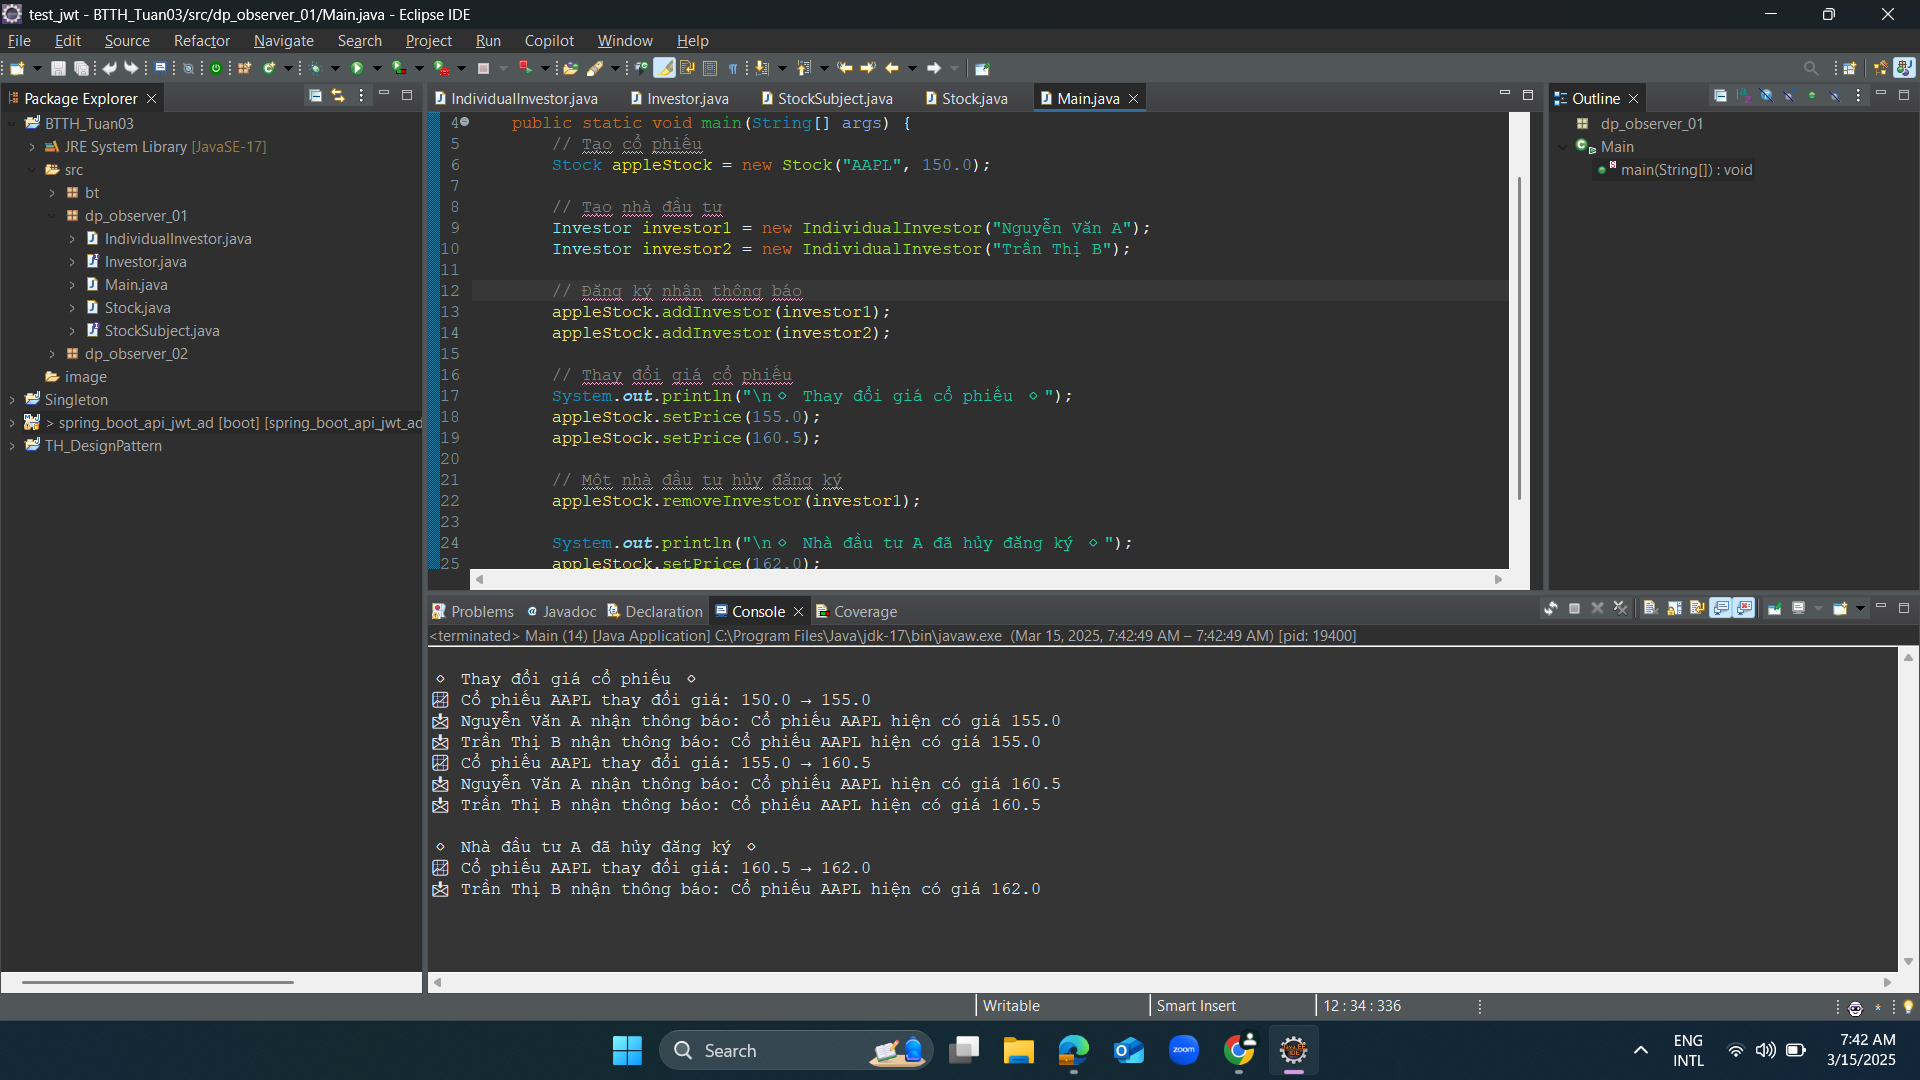 test_jwt - BTTH_Tuan03/src/dp_observer_01/Main.java - Eclipse IDE
File Edit Source Refactor Navigate Search Project Run Copilot Window Help
Package Explorer
BTTH_Tuan03
JRE System Library [JavaSE-17]
src
bt
dp_observer_01
IndividualInvestor.java
Investor.java
Main.java
Stock.java
StockSubject.java
dp_observer_02
image
Singleton
> spring_boot_api_jwt_ad [boot] [spring_boot_api_jwt_ad
TH_DesignPattern
IndividualInvestor.java Investor.java StockSubject.java Stock.java Main.java
4 public static void main(String[] args) {
5 // Tạo cổ phiếu
6 Stock appleStock = new Stock("AAPL", 150.0);
7
8 // Tạo nhà đầu tư
9 Investor investor1 = new IndividualInvestor("Nguyễn Văn A");
10 Investor investor2 = new IndividualInvestor("Trần Thị B");
11
12 // Đăng ký nhận thông báo
13 appleStock.addInvestor(investor1);
14 appleStock.addInvestor(investor2);
15
16 // Thay đổi giá cổ phiếu
17 System.out.println("\n🔹 Thay đổi giá cổ phiếu 🔹");
18 appleStock.setPrice(155.0);
19 appleStock.setPrice(160.5);
20
21 // Một nhà đầu tư hủy đăng ký
22 appleStock.removeInvestor(investor1);
23
24 System.out.println("\n🔹 Nhà đầu tư A đã hủy đăng ký 🔹");
25 appleStock.setPrice(162.0);
Outline
dp_observer_01
Main
main(String[]) : void
Problems Javadoc Declaration Console Coverage
<terminated> Main (14) [Java Application] C:\Program Files\Java\jdk-17\bin\javaw.exe (Mar 15, 2025, 7:42:49 AM – 7:42:49 AM) [pid: 19400]
🔹 Thay đổi giá cổ phiếu 🔹
Cổ phiếu AAPL thay đổi giá: 150.0 → 155.0
Nguyễn Văn A nhận thông báo: Cổ phiếu AAPL hiện có giá 155.0
Trần Thị B nhận thông báo: Cổ phiếu AAPL hiện có giá 155.0
Cổ phiếu AAPL thay đổi giá: 155.0 → 160.5
Nguyễn Văn A nhận thông báo: Cổ phiếu AAPL hiện có giá 160.5
Trần Thị B nhận thông báo: Cổ phiếu AAPL hiện có giá 160.5
🔹 Nhà đầu tư A đã hủy đăng ký 🔹
Cổ phiếu AAPL thay đổi giá: 160.5 → 162.0
Trần Thị B nhận thông báo: Cổ phiếu AAPL hiện có giá 162.0
Writable Smart Insert 12 : 34 : 336
Search
zoom
ENG
INTL
7:42 AM
3/15/2025